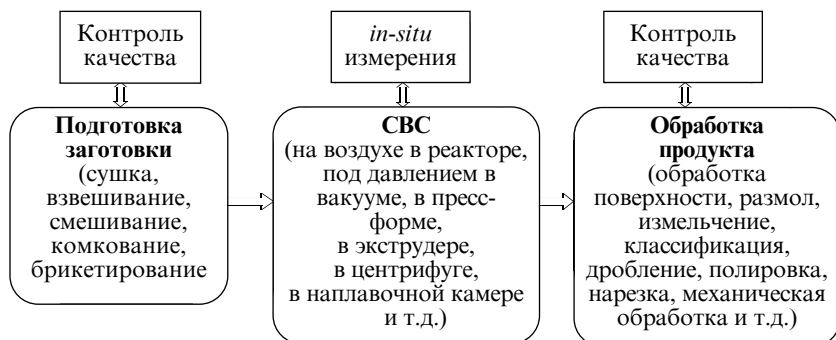 Контроль
качества
in-situ
измерения
Контроль
качества
Подготовка
заготовки
(сушка,
взвешивание,
смешивание,
комкование,
брикетирование
СВС
(на воздухе в реакторе,
под давлением в
вакууме, в пресс-
форме,
в экструдере,
в центрифуге,
в наплавочной камере
и т.д.)
Обработка
продукта
(обработка
поверхности, размол,
измельчение,
классификация,
дробление, полировка,
нарезка, механическая
обработка и т.д.)